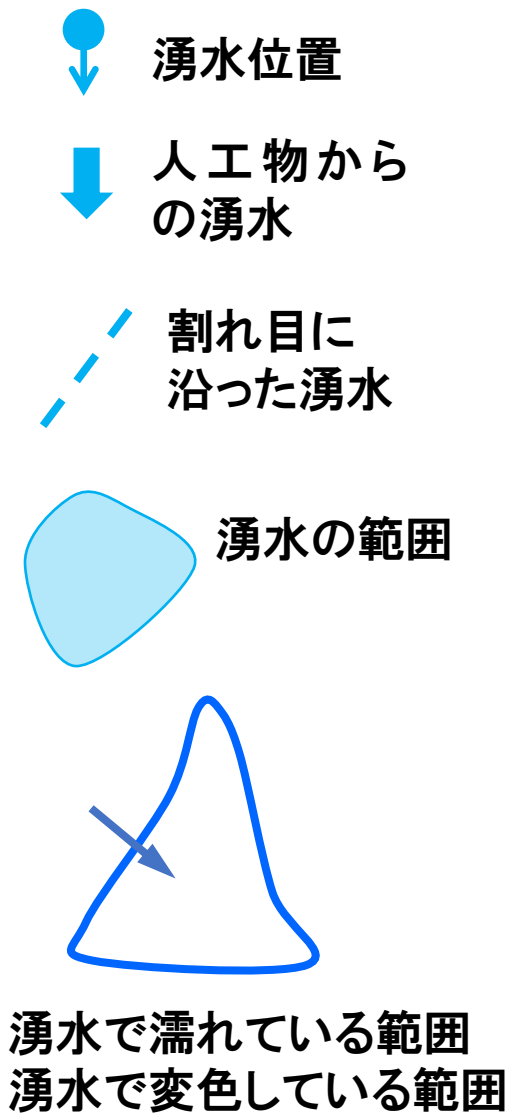 湧水位置
人工物から
の湧水
割れ目に
沿った湧水
湧水の範囲
湧水で濡れている範囲
湧水で変色している範囲